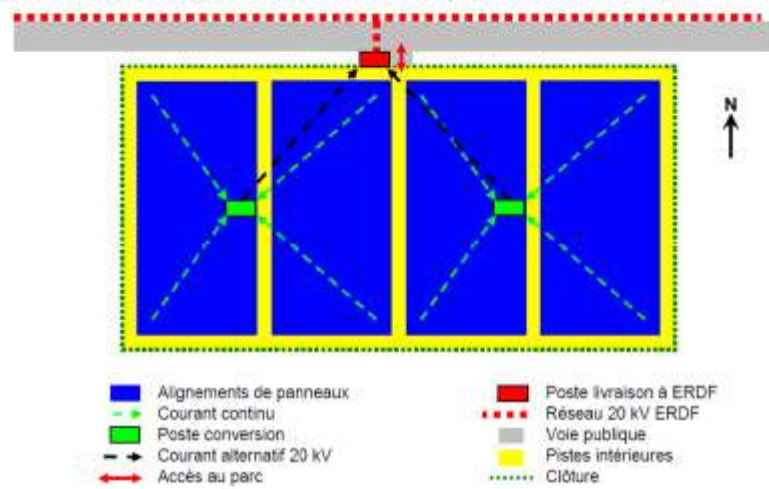 N
Alignements de panneaux
Courant continu
Poste conversion
Courant alternatif 20 kV
Accès au parc
Poste livraison à ERDF
Réseau 20 kV ERDF
Voie publique
Pistes intérieures
Clôture